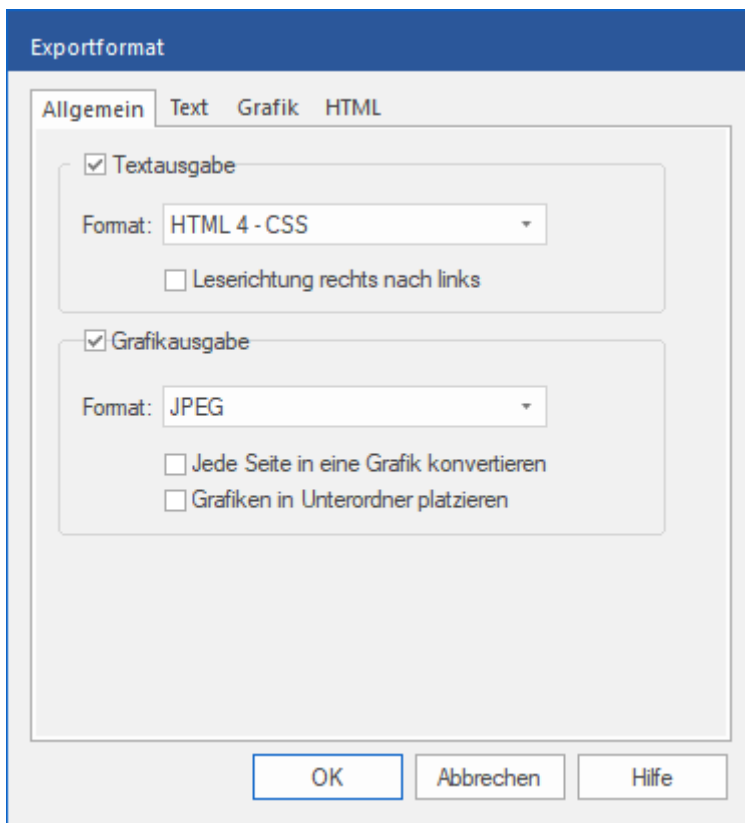 Exportformat
Allgemein Text Grafik HTML
Textausgabe
Format: HTML 4 - CSS
Leserichtung rechts nach links
Grafikausgabe
Format: JPEG
Jede Seite in eine Grafik konvertieren
Grafiken in Unterordner platzieren
OK Abbrechen Hilfe